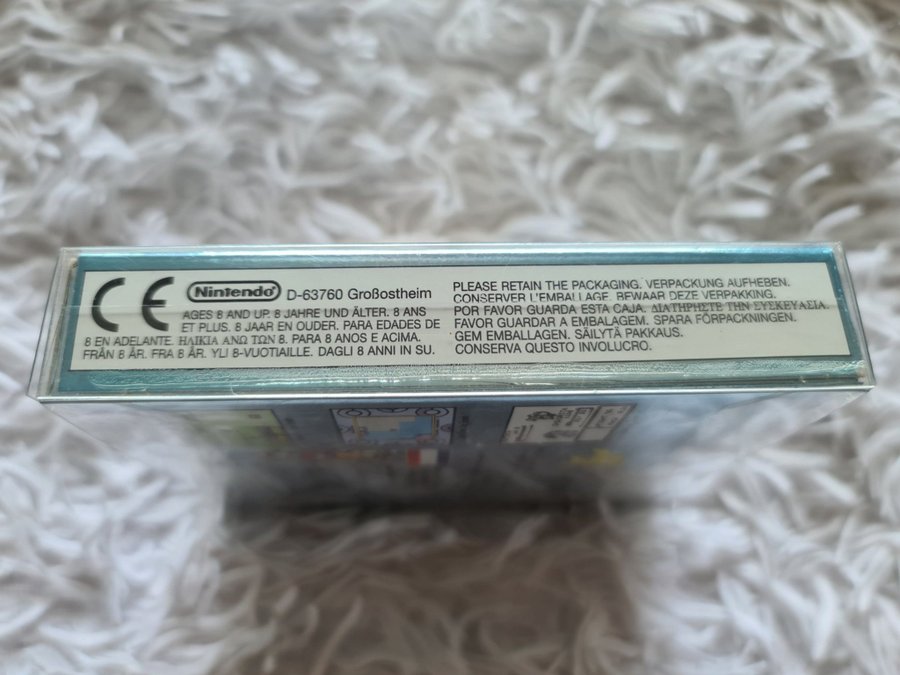 CE
Nintendo D-63760 Großostheim
AGES 8 AND UP. 8 JAHRE UND ÄLTER. 8 ANS
ET PLUS. 8 JAAR EN OUDER. PARA EDADES DE
8 EN ADELANTE. ΗΛΙΚΙΑ ΑΝΩ ΤΩΝ 8. PARA 8 ANOS E ACIMA.
FRÅN 8 ÅR. FRA 8 ÅR. YLI 8-VUOTIAILLE. DAGLI 8 ANNI IN SU.
PLEASE RETAIN THE PACKAGING. VERPACKUNG AUFHEBEN.
CONSERVER L'EMBALLAGE. BEWAAR DEZE VERPAKKING.
POR FAVOR GUARDA ESTA CAJA. ΔΙΑΤΗΡΗΣΤΕ ΤΗΝ ΣΥΣΚΕΥΑΣΙΑ.
FAVOR GUARDAR A EMBALAGEM. SPARA FÖRPACKNINGEN.
GEM EMBALLAGEN. SÄILYTÄ PAKKAUS.
CONSERVA QUESTO INVOLUCRO.